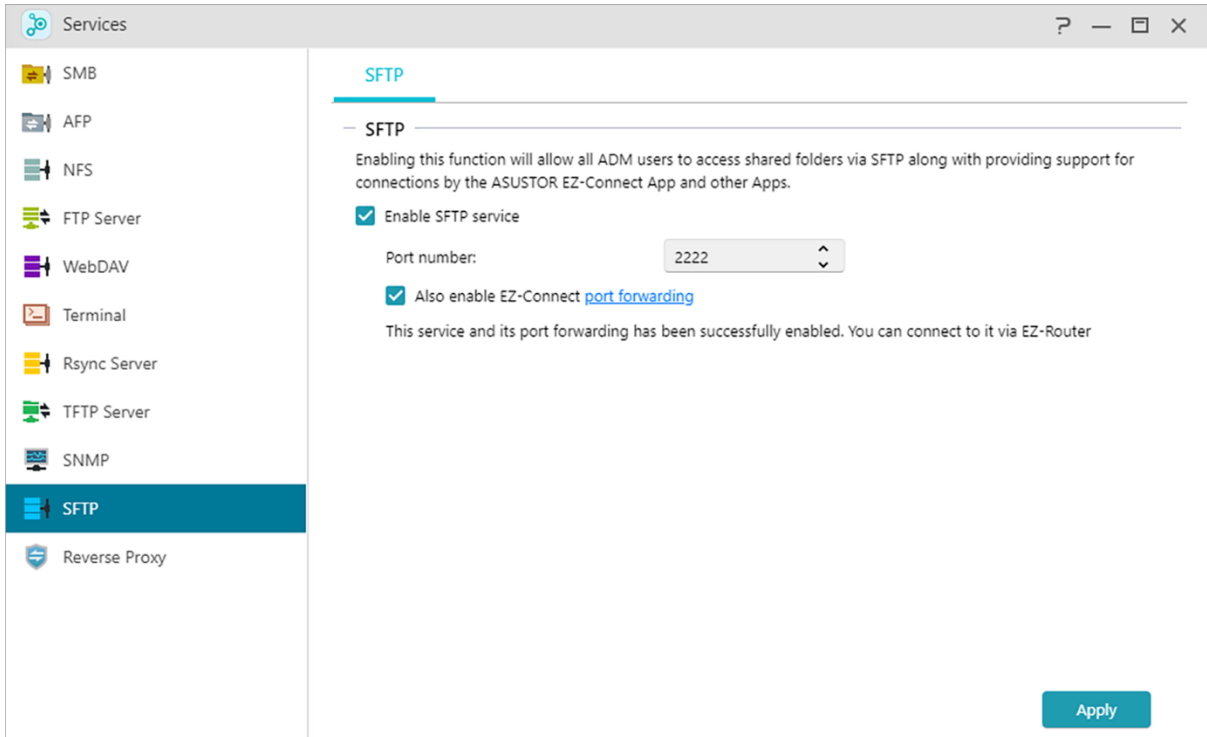 Services
SMB
AFP
NFS
FTP Server
WebDAV
Terminal
Rsync Server
TFTP Server
SNMP
SFTP
Reverse Proxy
SFTP
SFTP
Enabling this function will allow all ADM users to access shared folders via SFTP along with providing support for
connections by the ASUSTOR EZ-Connect App and other Apps.
Enable SFTP service
Port number: 2222
Also enable EZ-Connect port forwarding
This service and its port forwarding has been successfully enabled. You can connect to it via EZ-Router
Apply